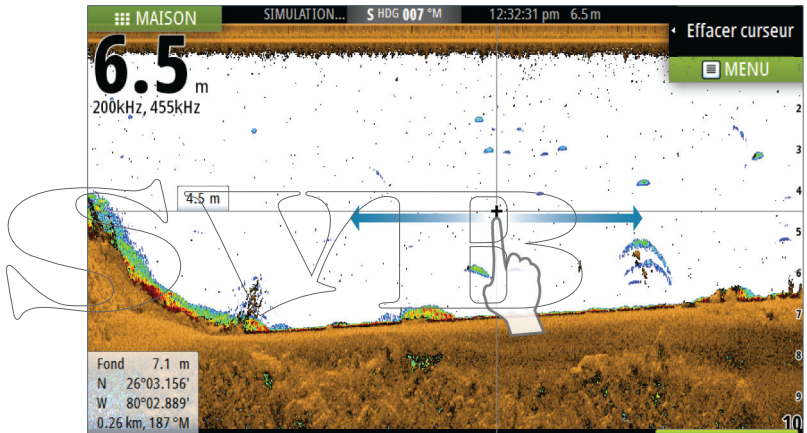 MAISON
SIMULATION...
S HDG 007 °M
12:32:31 pm 6.5 m
Effacer curseur
MENU
6.5 m
200kHz, 455kHz
2
3
4
4.5 m
5
6
7
8
9
10
SyJB
Fond 7.1 m
N 26°03.156'
W 80°02.889'
0.26 km, 187 °M